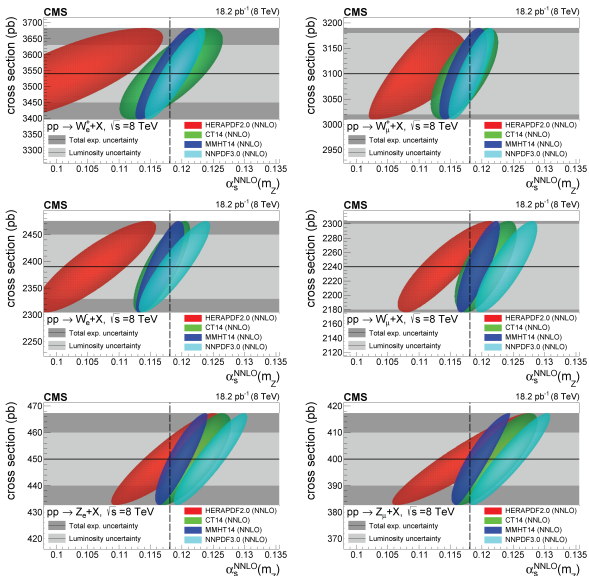 CMS 18.2 pb⁻¹ (8 TeV)
cross section (pb)
3700
3650
3600
3550
3500
3450
3400
3350
3300
pp → W⁺ₑ+X, √s=8 TeV
Total exp. uncertainty
Luminosity uncertainty
HERAPDF2.0 (NNLO)
CT14 (NNLO)
MMHT14 (NNLO)
NNPDF3.0 (NNLO)
0.1 0.105 0.11 0.115 0.12 0.125 0.13 0.135
αₛᴺᴺᴸᴼ(m_Z)
CMS 18.2 pb⁻¹ (8 TeV)
cross section (pb)
3200
3150
3100
3050
3000
2950
pp → W⁺_μ+X, √s=8 TeV
Total exp. uncertainty
Luminosity uncertainty
HERAPDF2.0 (NNLO)
CT14 (NNLO)
MMHT14 (NNLO)
NNPDF3.0 (NNLO)
0.1 0.105 0.11 0.115 0.12 0.125 0.13 0.135
αₛᴺᴺᴸᴼ(m_Z)
CMS 18.2 pb⁻¹ (8 TeV)
cross section (pb)
2500
2450
2400
2350
2300
2250
pp → W⁻ₑ+X, √s=8 TeV
Total exp. uncertainty
Luminosity uncertainty
HERAPDF2.0 (NNLO)
CT14 (NNLO)
MMHT14 (NNLO)
NNPDF3.0 (NNLO)
0.1 0.105 0.11 0.115 0.12 0.125 0.13 0.135
αₛᴺᴺᴸᴼ(m_Z)
CMS 18.2 pb⁻¹ (8 TeV)
cross section (pb)
2300
2280
2260
2240
2220
2200
2180
2160
2140
2120
pp → W⁻_μ+X, √s=8 TeV
Total exp. uncertainty
Luminosity uncertainty
HERAPDF2.0 (NNLO)
CT14 (NNLO)
MMHT14 (NNLO)
NNPDF3.0 (NNLO)
0.1 0.105 0.11 0.115 0.12 0.125 0.13 0.135
αₛᴺᴺᴸᴼ(m_Z)
CMS 18.2 pb⁻¹ (8 TeV)
cross section (pb)
470
460
450
440
430
420
pp → Zₑ+X, √s=8 TeV
Total exp. uncertainty
Luminosity uncertainty
HERAPDF2.0 (NNLO)
CT14 (NNLO)
MMHT14 (NNLO)
NNPDF3.0 (NNLO)
0.1 0.105 0.11 0.115 0.12 0.125 0.13 0.135
αₛᴺᴺᴸᴼ(m_Z)
CMS 18.2 pb⁻¹ (8 TeV)
cross section (pb)
420
410
400
390
380
370
pp → Z_μ+X, √s=8 TeV
Total exp. uncertainty
Luminosity uncertainty
HERAPDF2.0 (NNLO)
CT14 (NNLO)
MMHT14 (NNLO)
NNPDF3.0 (NNLO)
0.1 0.105 0.11 0.115 0.12 0.125 0.13 0.135
αₛᴺᴺᴸᴼ(m_Z)